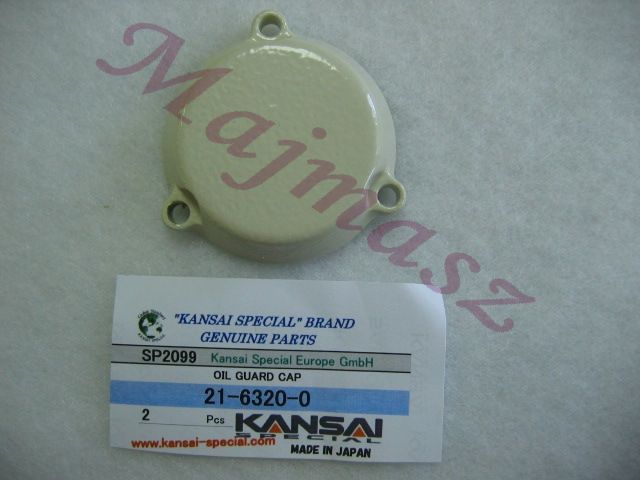 Majmasz
"KANSAI SPECIAL" BRAND
GENUINE PARTS
SP2099 Kansai Special Europe GmbH
OIL GUARD CAP
21-6320-0
2 Pcs KANSAI
SPECIAL
www.kansai-special.com MADE IN JAPAN